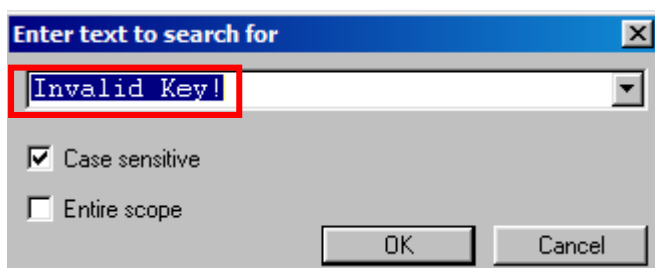 Enter text to search for
Invalid Key!
Case sensitive
Entire scope
OK Cancel